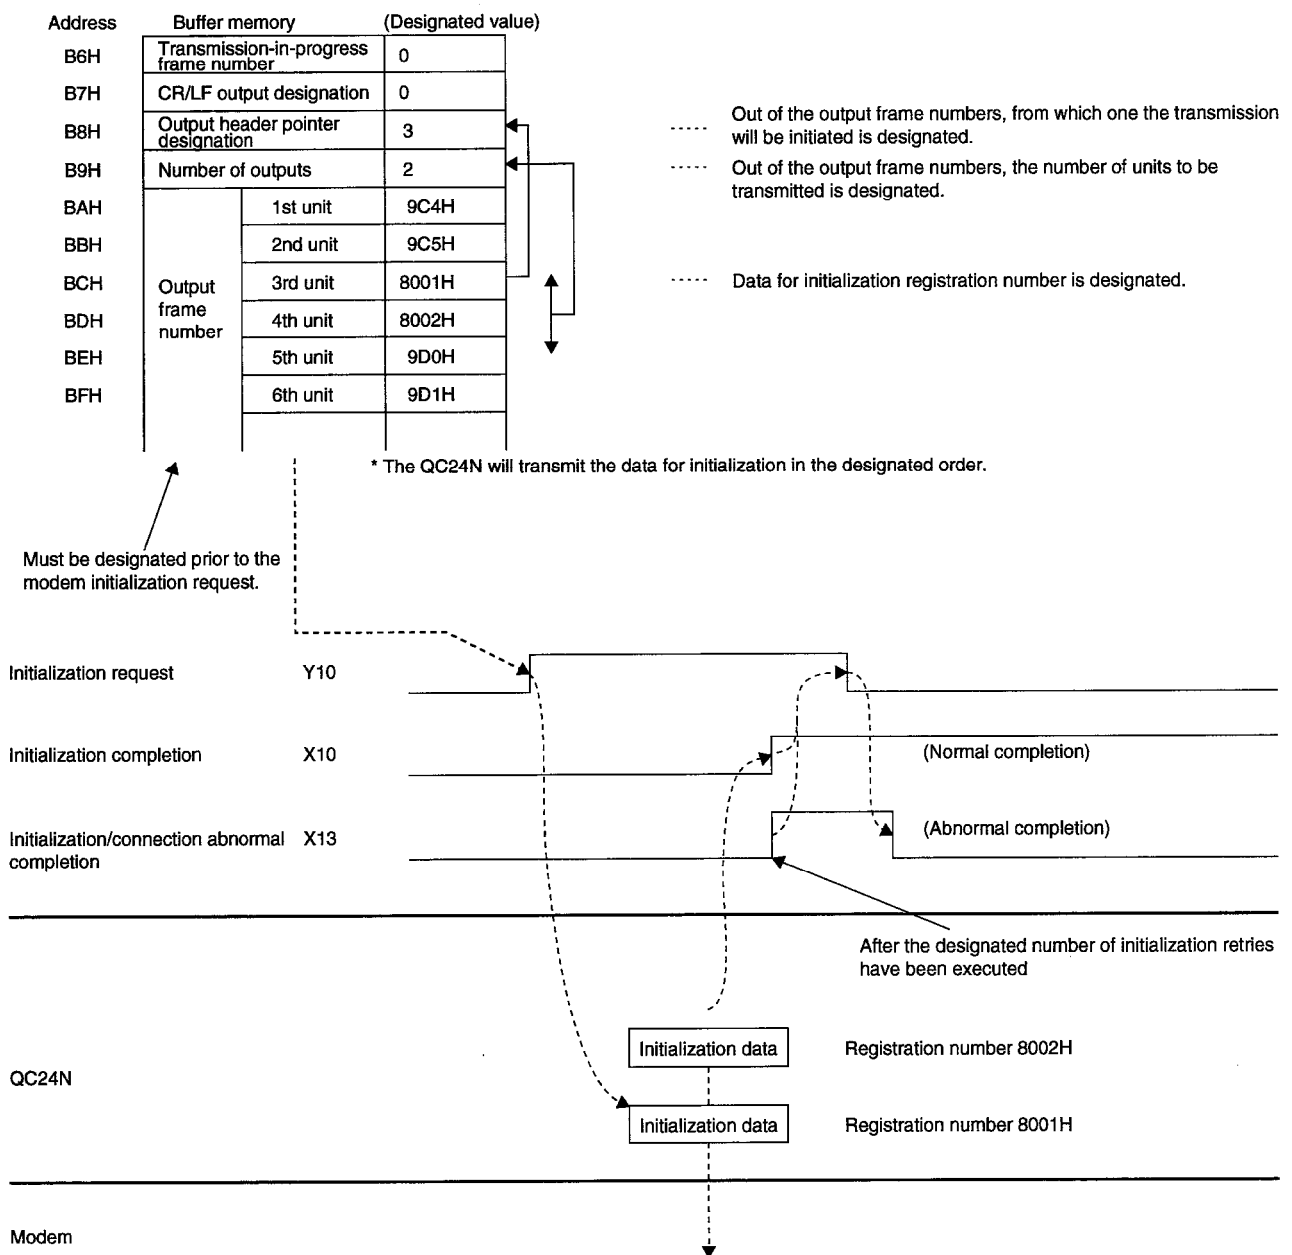 Address Buffer memory (Designated value)
B6H Transmission-in-progress frame number 0
B7H CR/LF output designation 0
B8H Output header pointer designation 3
Out of the output frame numbers, from which one the transmission
will be initiated is designated.
B9H Number of outputs 2
Out of the output frame numbers, the number of units to be
transmitted is designated.
BAH 1st unit 9C4H
BBH 2nd unit 9C5H
BCH Output frame number 3rd unit 8001H
Data for initialization registration number is designated.
BDH 4th unit 8002H
BEH 5th unit 9D0H
BFH 6th unit 9D1H
* The QC24N will transmit the data for initialization in the designated order.
Must be designated prior to the
modem initialization request.
Initialization request Y10
Initialization completion X10 (Normal completion)
Initialization/connection abnormal X13 (Abnormal completion)
completion
After the designated number of initialization retries
have been executed
Initialization data Registration number 8002H
QC24N
Initialization data Registration number 8001H
Modem